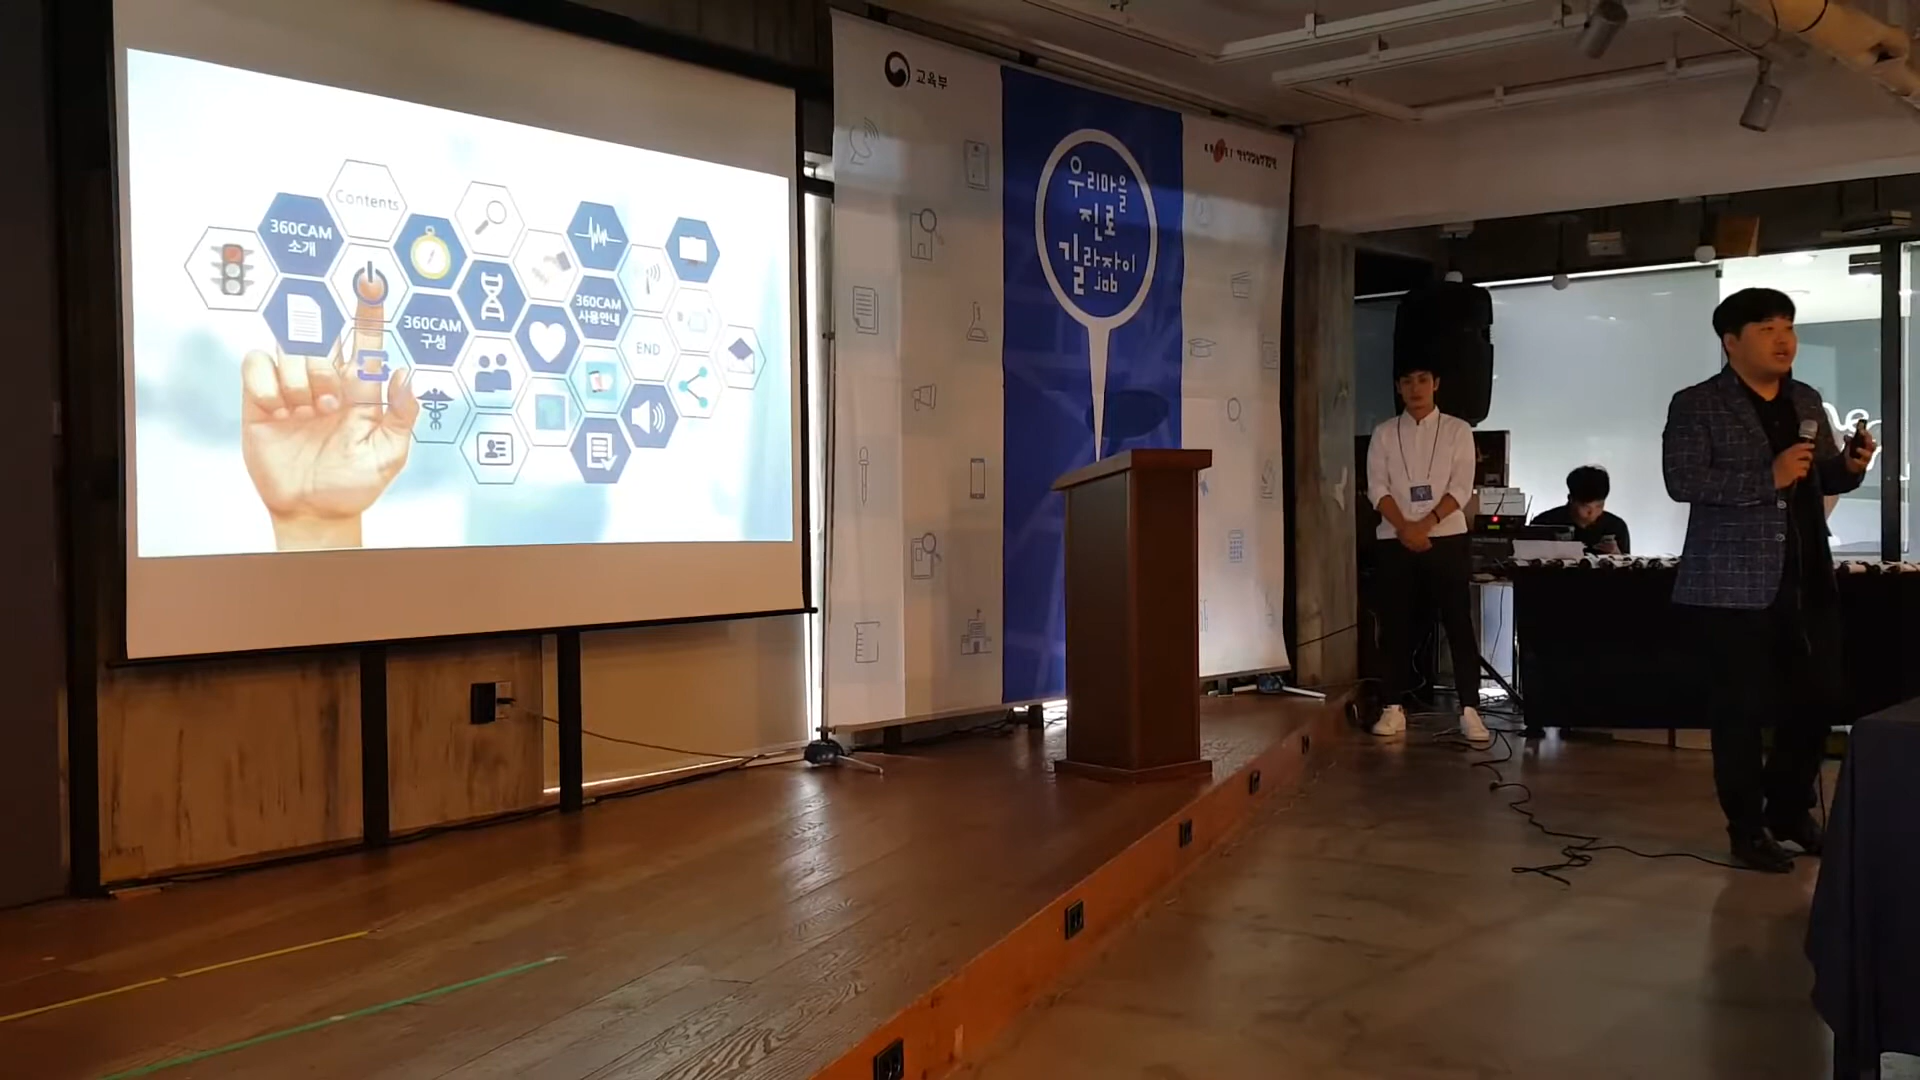 Contents
360CAM
소개
360CAM
구성
360CAM
사용안내
END
교육부
우리마을
진로
길라잡이
job